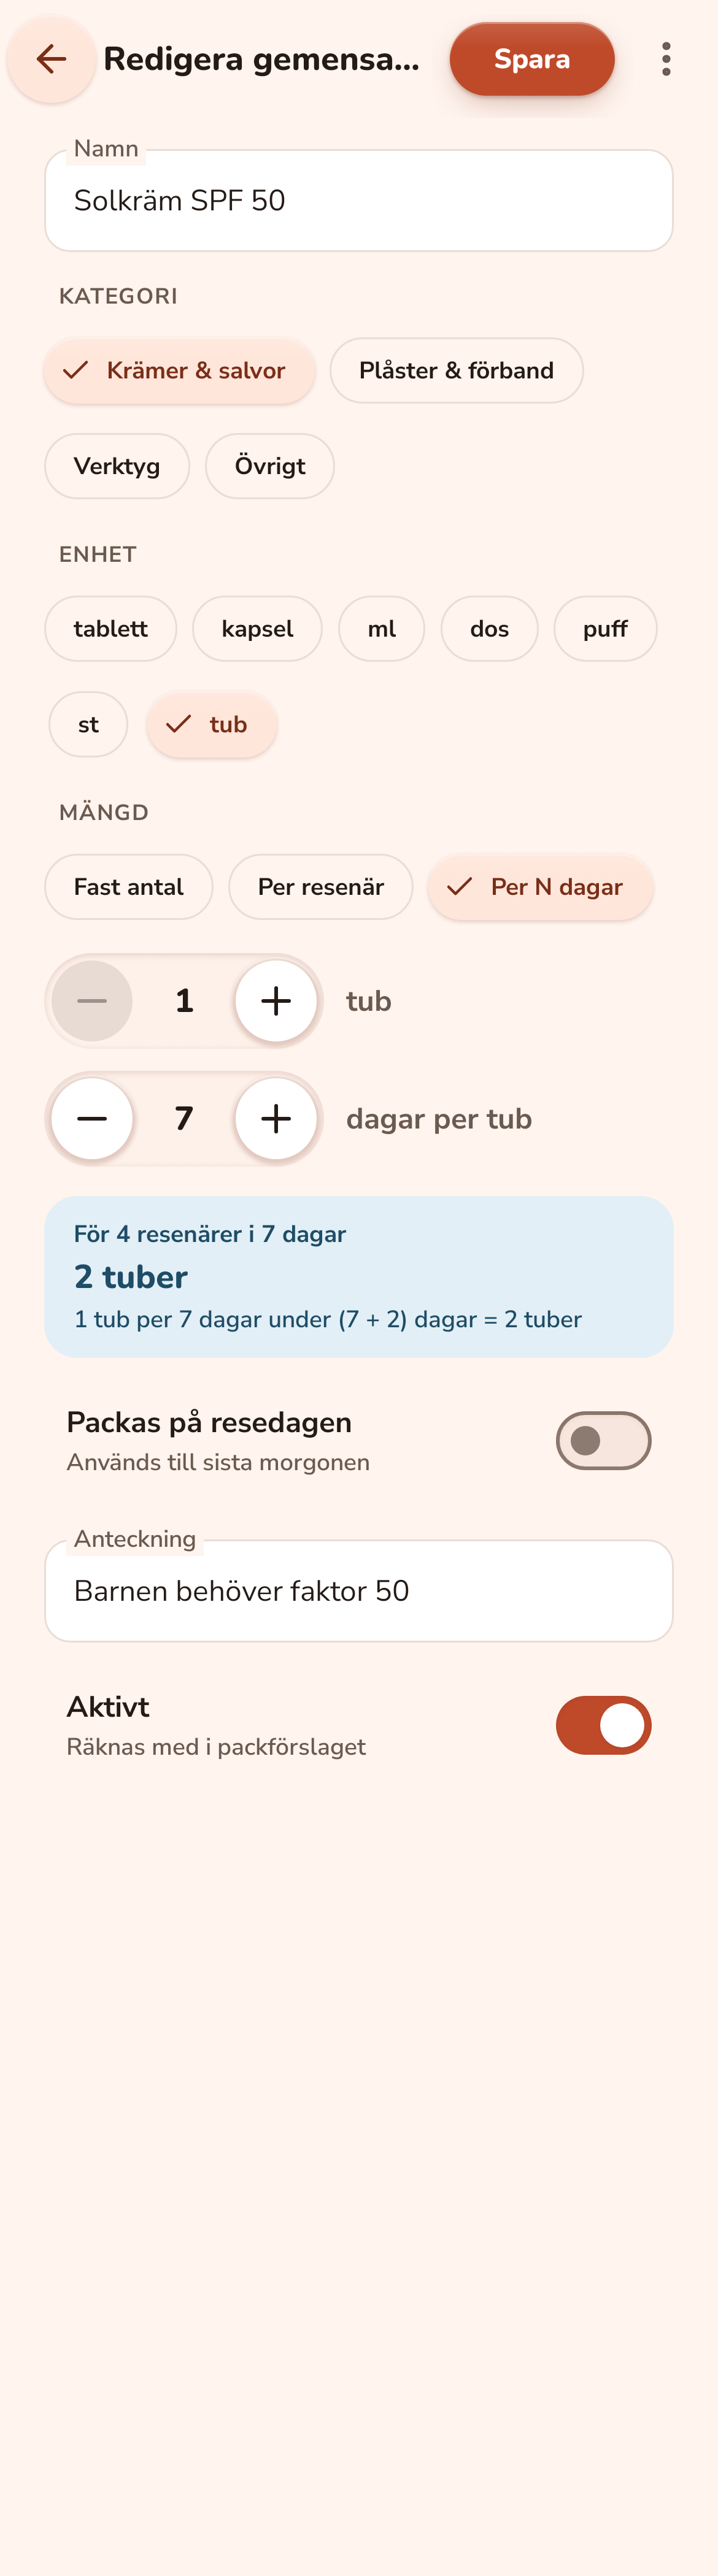 Redigera gemensa...
Spara
Namn
Solkräm SPF 50
KATEGORI
Krämer & salvor
Plåster & förband
Verktyg
Övrigt
ENHET
tablett
kapsel
ml
dos
puff
st
tub
MÄNGD
Fast antal
Per resenär
Per N dagar
1
tub
7
dagar per tub
För 4 resenärer i 7 dagar
2 tuber
1 tub per 7 dagar under (7 + 2) dagar = 2 tuber
Packas på resedagen
Används till sista morgonen
Anteckning
Barnen behöver faktor 50
Aktivt
Räknas med i packförslaget